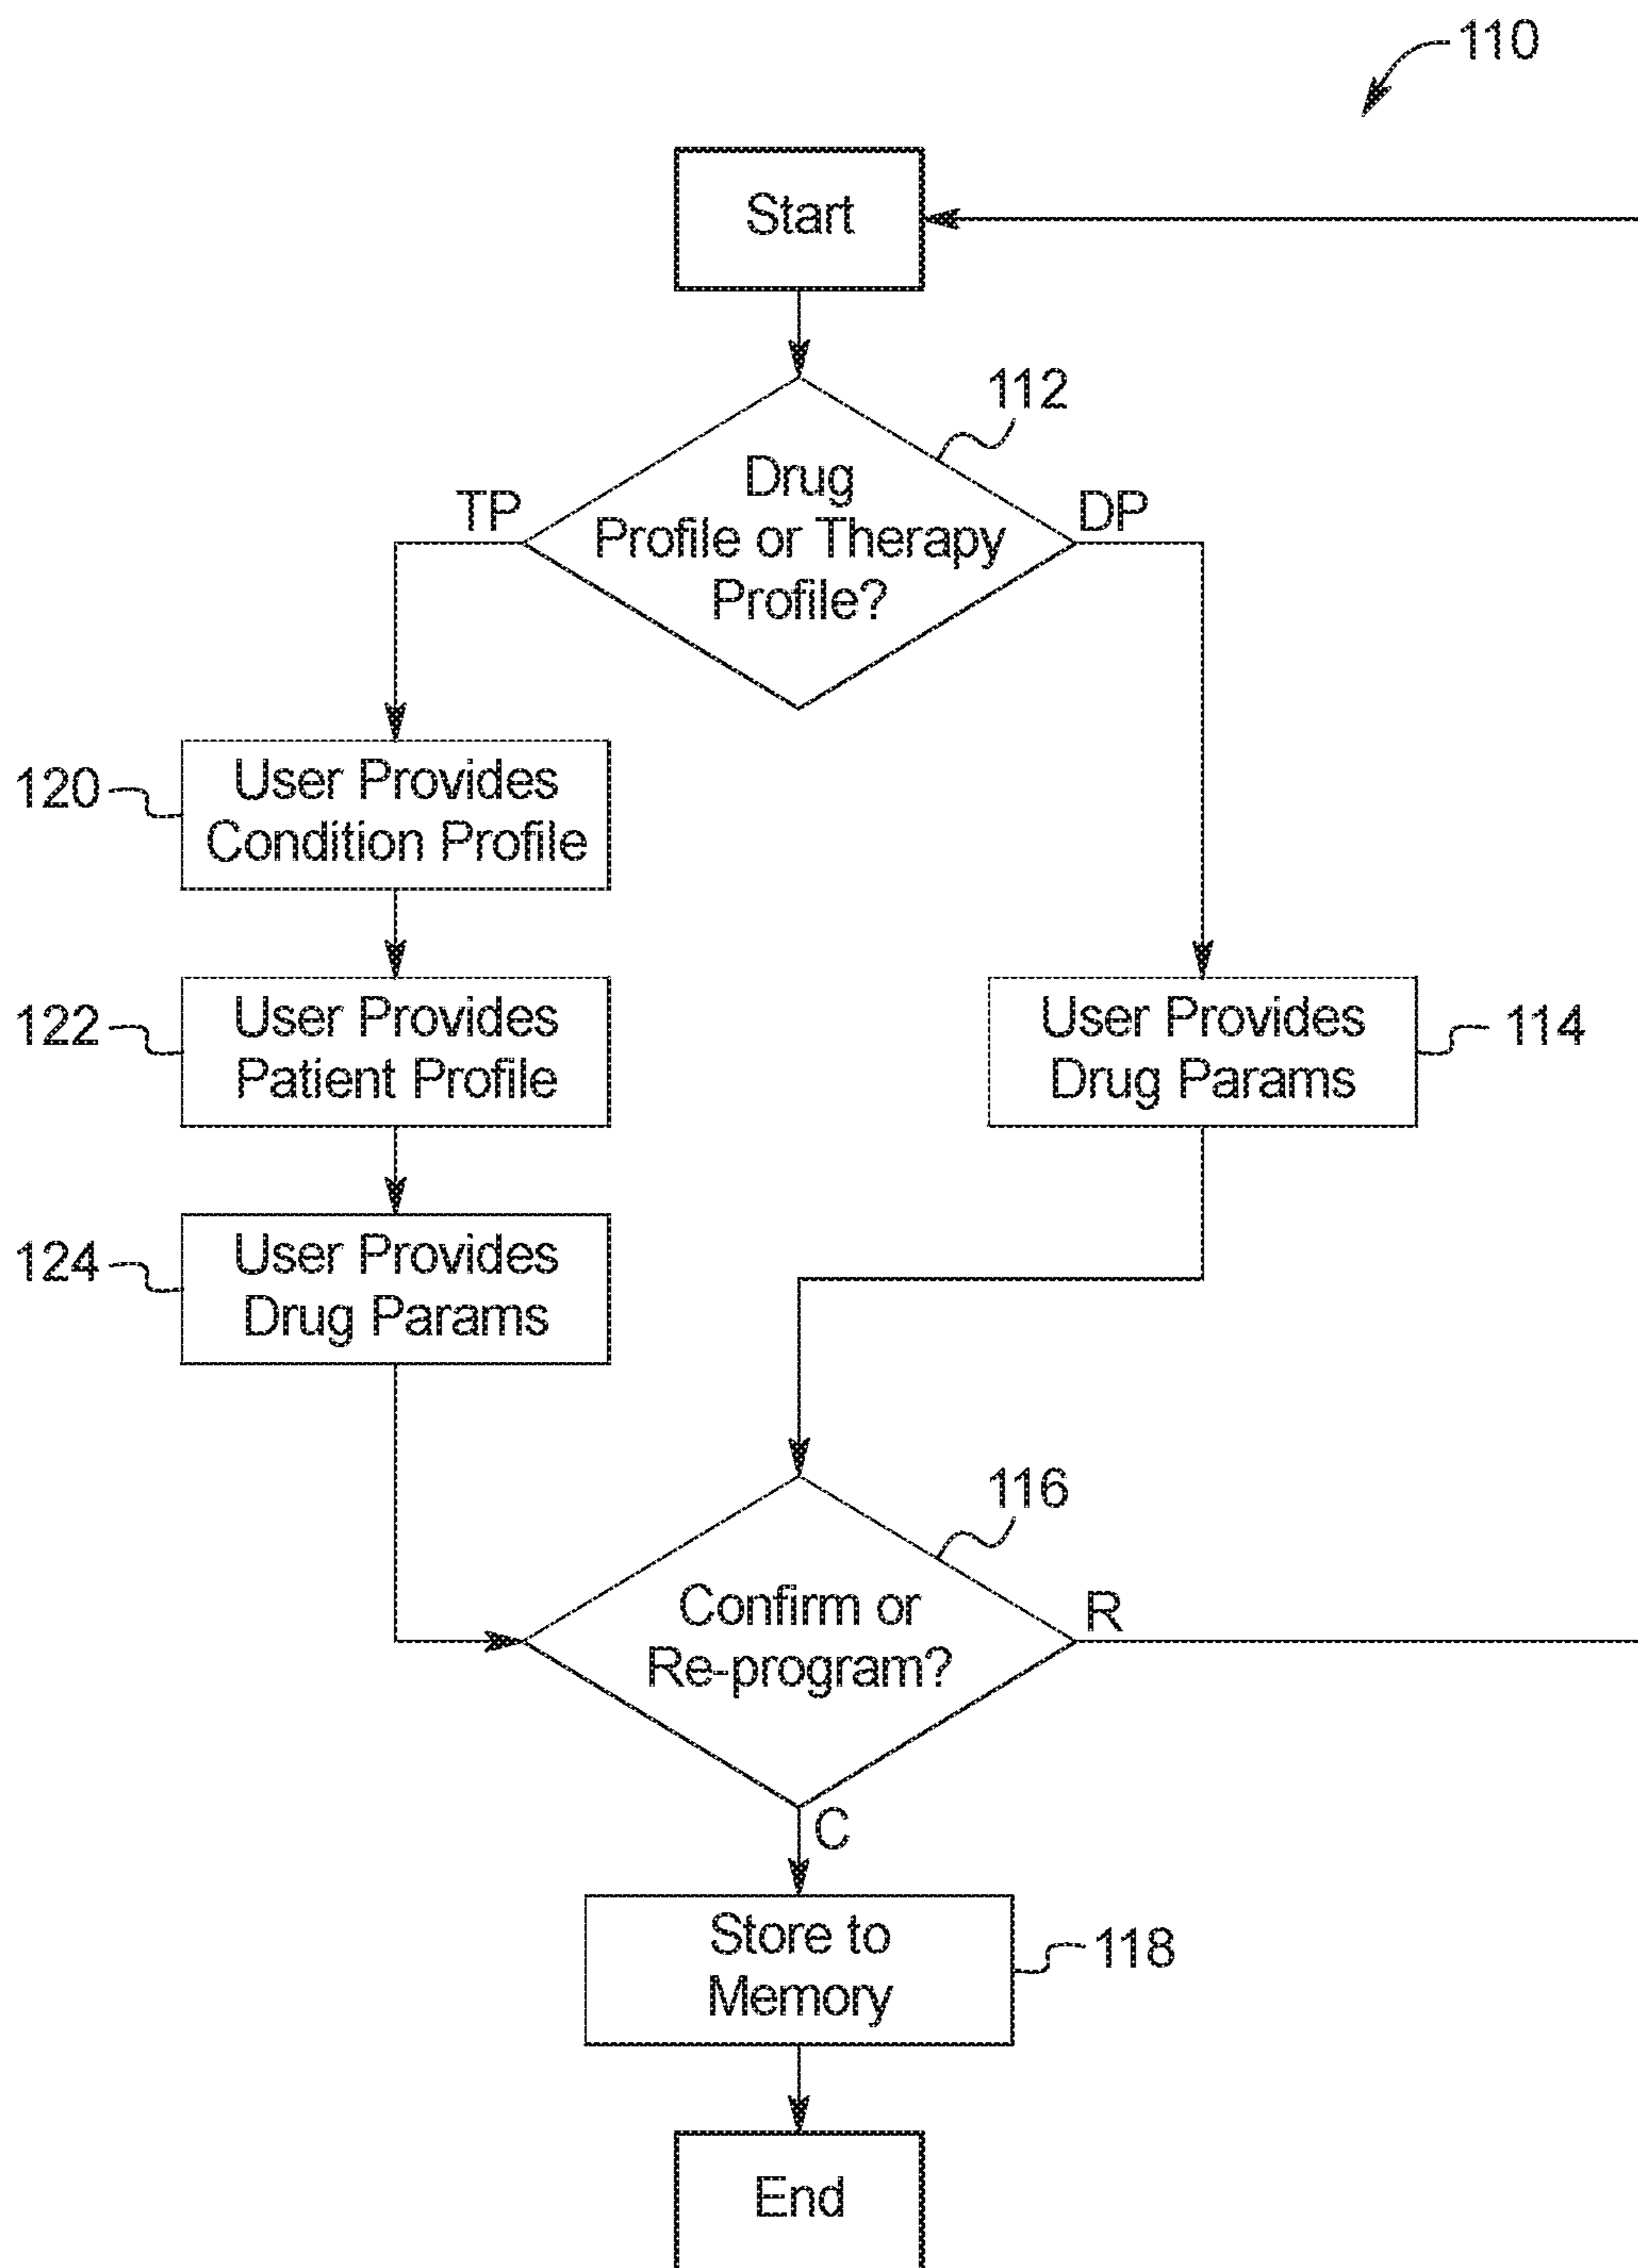 110
Start
112
Drug
Profile or Therapy
Profile?
TP
DP
120
User Provides
Condition Profile
122
User Provides
Patient Profile
User Provides
Drug Params
114
124
User Provides
Drug Params
116
Confirm or
Re-program?
R
C
Store to
Memory
118
End